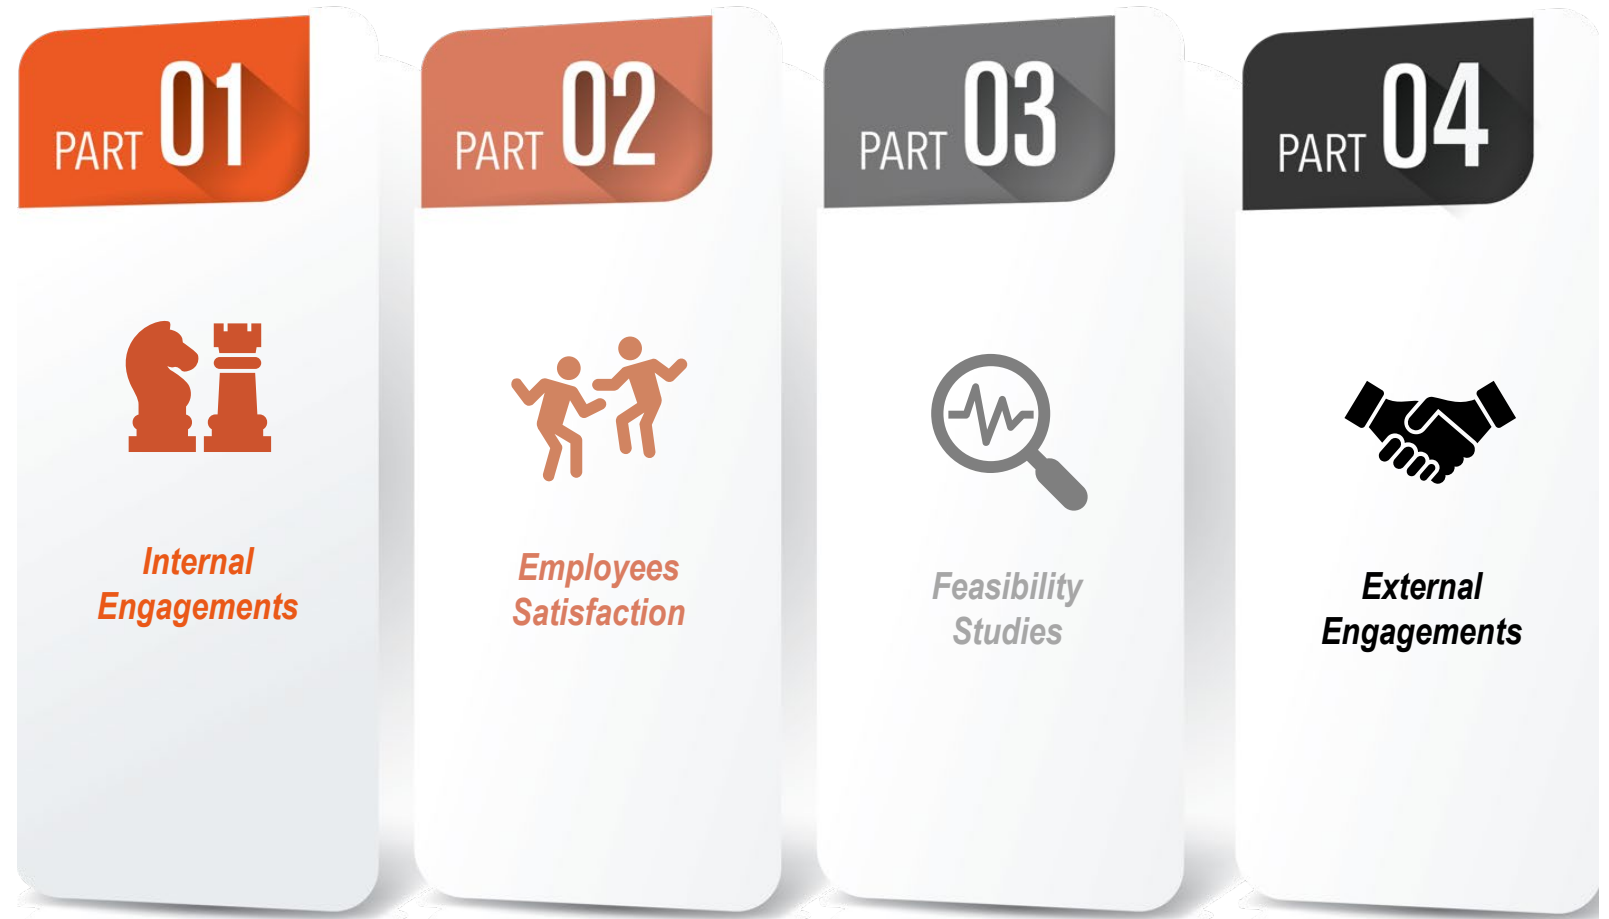 PART 01
Internal
Engagements
PART 02
Employees
Satisfaction
PART 03
Feasibility
Studies
PART 04
External
Engagements